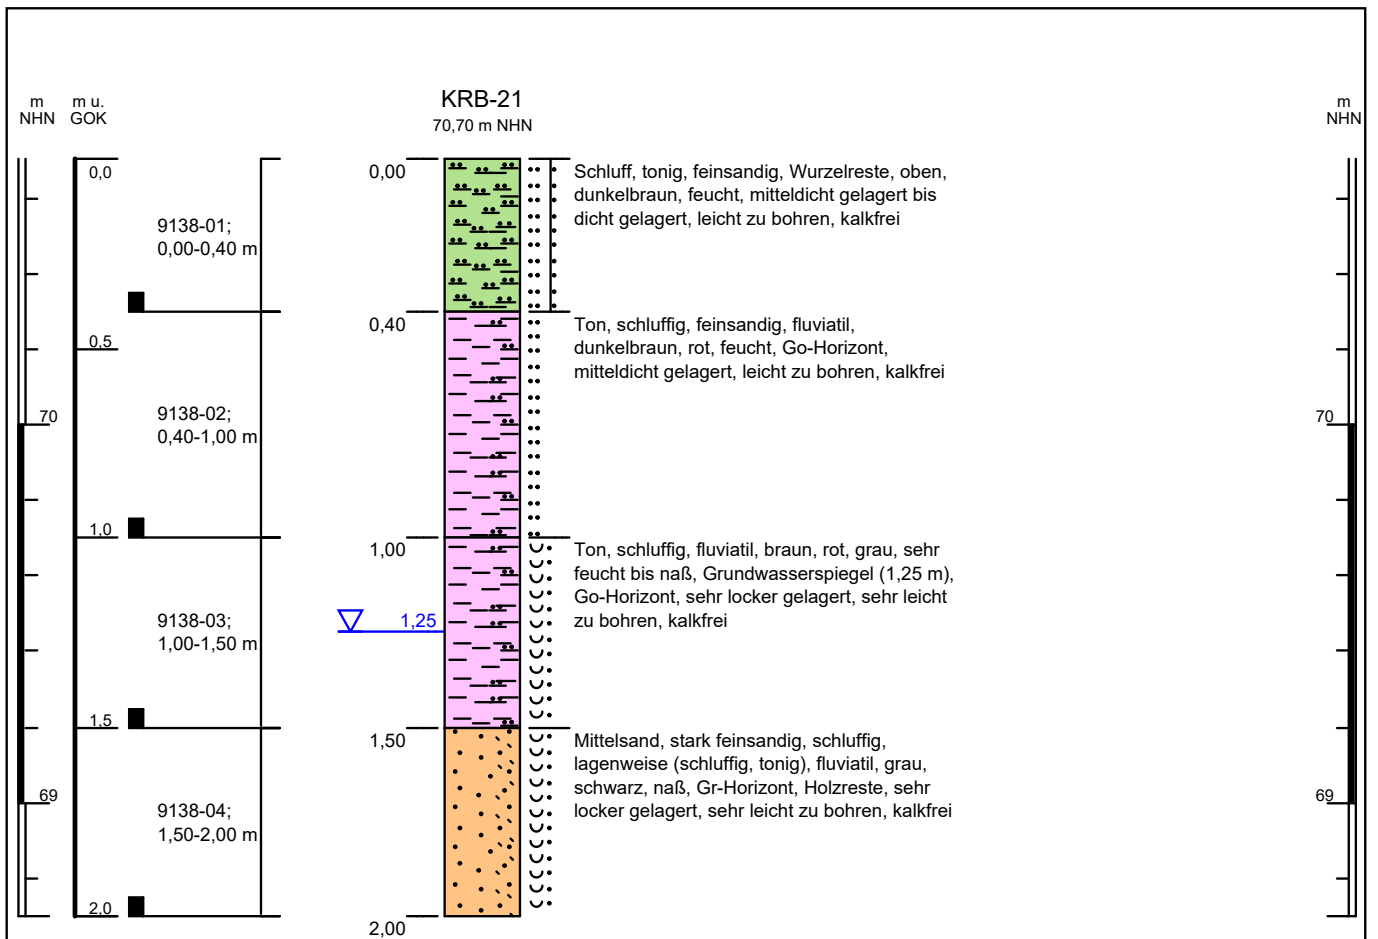 m
NHN
m u.
GOK
KRB-21
70,70 m NHN
m
NHN
0,0
0,00
Schluff, tonig, feinsandig, Wurzelreste, oben,
dunkelbraun, feucht, mitteldicht gelagert bis
dicht gelagert, leicht zu bohren, kalkfrei
9138-01;
0,00-0,40 m
0,40
Ton, schluffig, feinsandig, fluviatil,
dunkelbraun, rot, feucht, Go-Horizont,
mitteldicht gelagert, leicht zu bohren, kalkfrei
0,5
70
9138-02;
0,40-1,00 m
70
1,0
1,00
Ton, schluffig, fluviatil, braun, rot, grau, sehr
feucht bis naß, Grundwasserspiegel (1,25 m),
Go-Horizont, sehr locker gelagert, sehr leicht
zu bohren, kalkfrei
9138-03;
1,00-1,50 m
1,25
1,5
1,50
Mittelsand, stark feinsandig, schluffig,
lagenweise (schluffig, tonig), fluviatil, grau,
schwarz, naß, Gr-Horizont, Holzreste, sehr
locker gelagert, sehr leicht zu bohren, kalkfrei
69
9138-04;
1,50-2,00 m
69
2,0
2,00